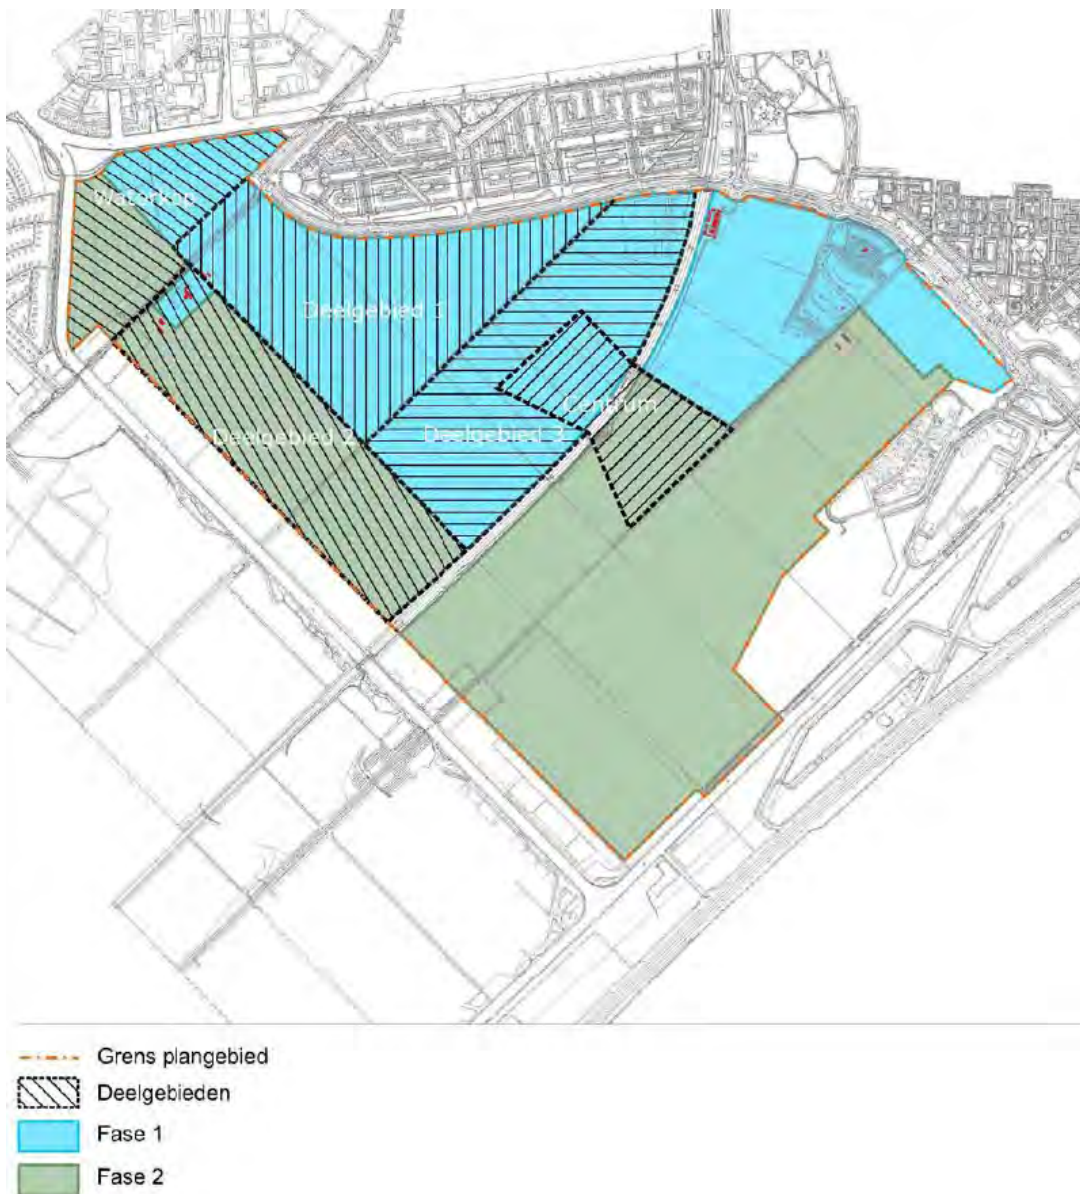 Waterkop
Deelgebied 1
Centrum
Deelgebied 2
Deelgebied 3
Grens plangebied
Deelgebieden
Fase 1
Fase 2